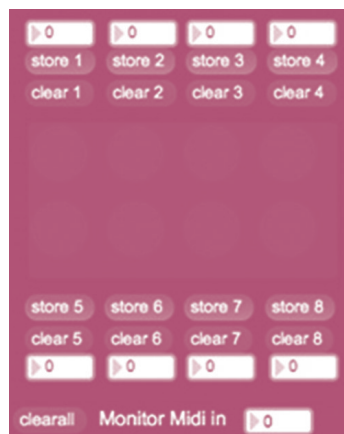 0 0 0 0
store 1 store 2 store 3 store 4
clear 1 clear 2 clear 3 clear 4
store 5 store 6 store 7 store 8
clear 5 clear 6 clear 7 clear 8
0 0 0 0
clearall Monitor Midi in 0